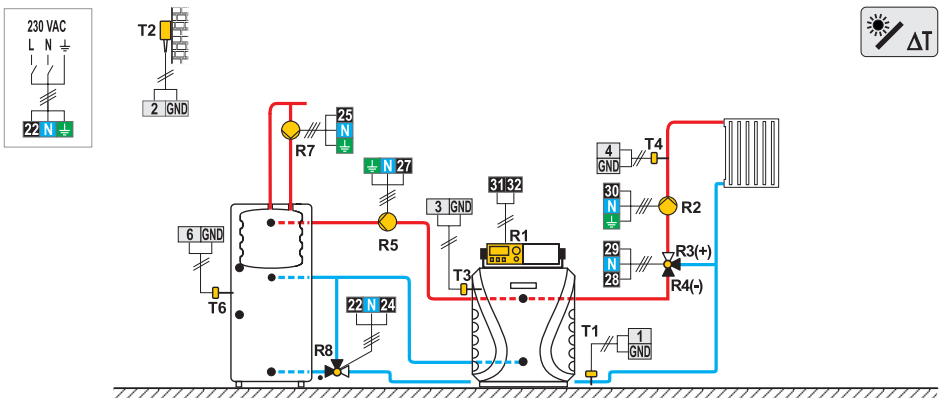 230 VAC
L N
22 N
T2
2 GND
ΔT
25
N
R7
N 27
R5
6 GND
T6
22 N 24
R8
31 32
R1
3 GND
T3
4
GND
T4
30
N
R2
29
N
28
R3(+)
R4(-)
T1
1
GND